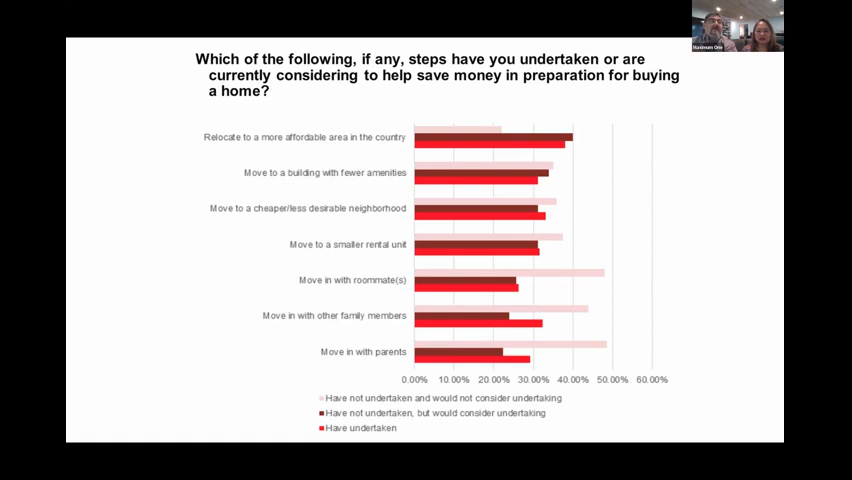 Maximum One
Which of the following, if any, steps have you undertaken or are
currently considering to help save money in preparation for buying
a home?
Relocate to a more affordable area in the country
Move to a building with fewer amenities
Move to a cheaper/less desirable neighborhood
Move to a smaller rental unit
Move in with roommate(s)
Move in with other family members
Move in with parents
0.00% 10.00% 20.00% 30.00% 40.00% 50.00% 60.00%
Have not undertaken and would not consider undertaking
Have not undertaken, but would consider undertaking
Have undertaken